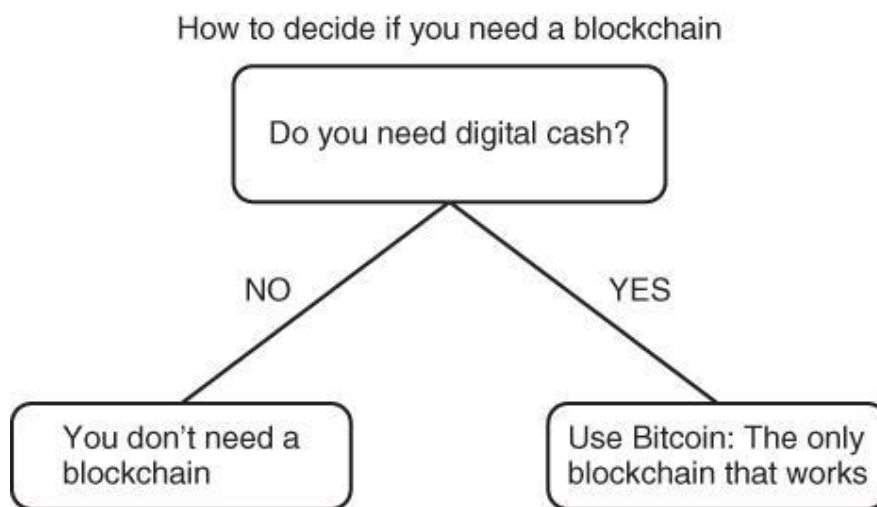 How to decide if you need a blockchain
Do you need digital cash?
NO
YES
You don’t need a
blockchain
Use Bitcoin: The only
blockchain that works